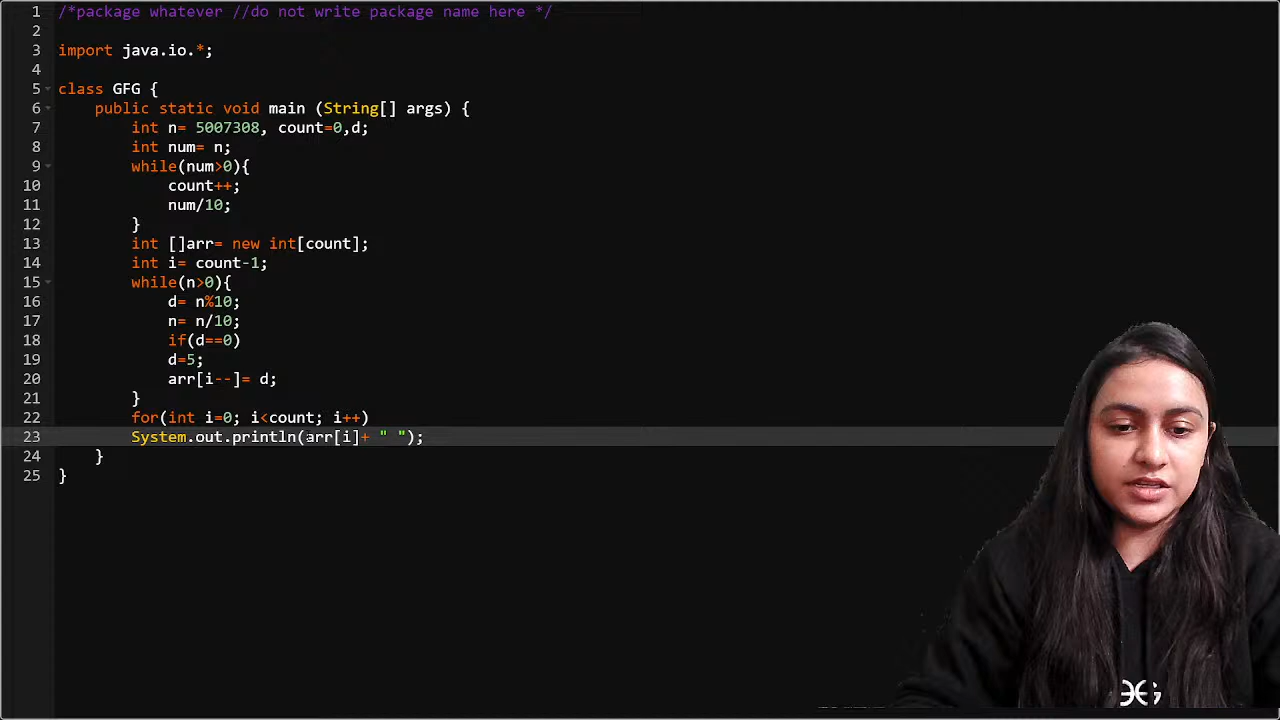 1 /*package whatever //do not write package name here */
2
3 import java.io.*;
4
5 class GFG {
6 public static void main (String[] args) {
7 int n= 5007308, count=0,d;
8 int num= n;
9 while(num>0){
10 count++;
11 num/10;
12 }
13 int []arr= new int[count];
14 int i= count-1;
15 while(n>0){
16 d= n%10;
17 n= n/10;
18 if(d==0)
19 d=5;
20 arr[i--]= d;
21 }
22 for(int i=0; i<count; i++)
23 System.out.println(arr[i]+ " ");
24 }
25 }